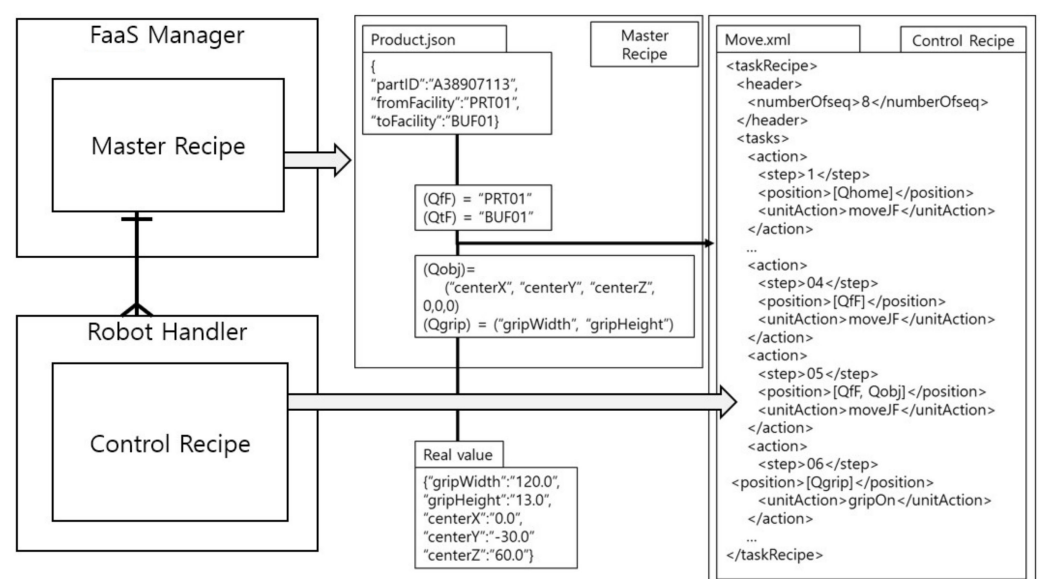 FaaS Manager
Master Recipe
Robot Handler
Control Recipe
Product.json
Master
Recipe
{
“partID”:“A38907113”,
“fromFacility”:“PRT01”,
“toFacility”:“BUF01}
(QfF) = “PRT01”
(QtF) = “BUF01”
(Qobj)=
(“centerX”, “centerY”, “centerZ”,
0,0,0)
(Qgrip) = (“gripWidth”, “gripHeight”)
Real value
{“gripWidth”:“120.0”,
“gripHeight”:“13.0”,
“centerX”:“0.0”,
“centerY”:“-30.0”
“centerZ”:“60.0”}
Move.xml
Control Recipe
<taskRecipe>
<header>
<numberOfseq>8</numberOfseq>
</header>
<tasks>
<action>
<step>1</step>
<position>[Qhome]</position>
<unitAction>moveJF</unitAction>
</action>
...
<action>
<step>04</step>
<position>[QfF]</position>
<unitAction>moveJF</unitAction>
</action>
<action>
<step>05</step>
<position>[QfF, Qobj]</position>
<unitAction>moveJF</unitAction>
</action>
<action>
<step>06</step>
<position>[Qgrip]</position>
<unitAction>gripOn</unitAction>
</action>
...
</taskRecipe>